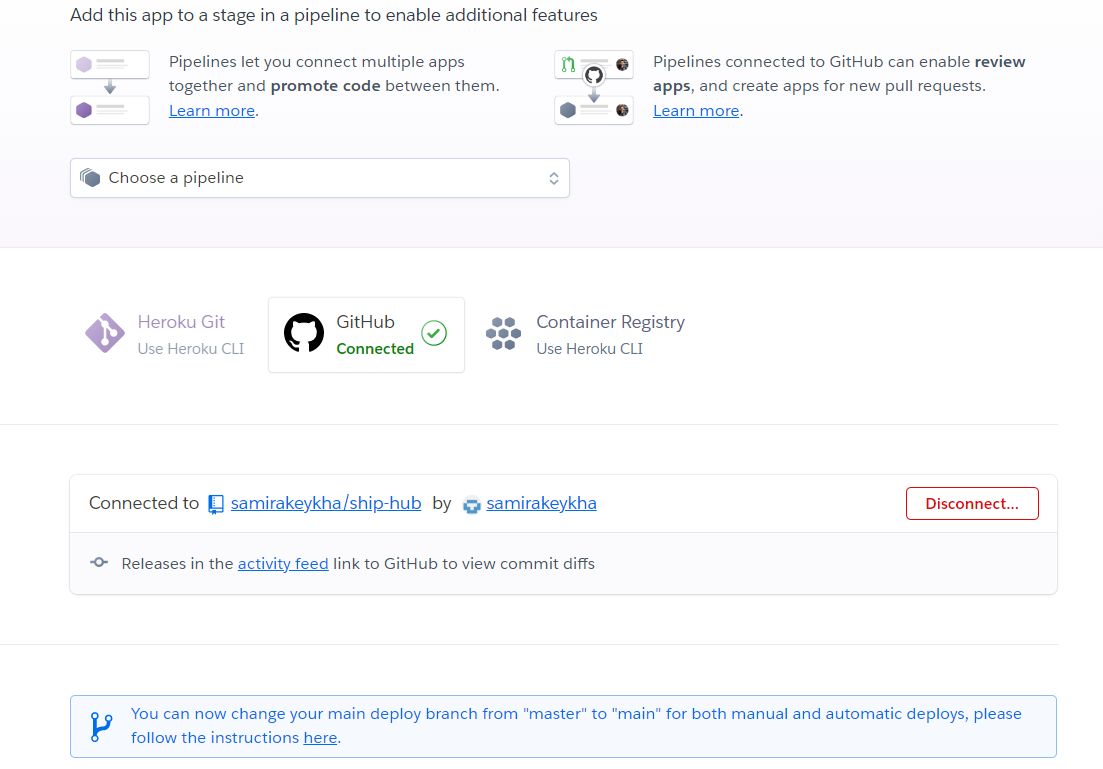 Add this app to a stage in a pipeline to enable additional features
Pipelines let you connect multiple apps
together and promote code between them.
Learn more.
Pipelines connected to GitHub can enable review
apps, and create apps for new pull requests.
Learn more.
Choose a pipeline
Heroku Git
Use Heroku CLI
GitHub
Connected
Container Registry
Use Heroku CLI
Connected to samirakeykha/ship-hub by samirakeykha
Disconnect...
Releases in the activity feed link to GitHub to view commit diffs
You can now change your main deploy branch from "master" to "main" for both manual and automatic deploys, please
follow the instructions here.